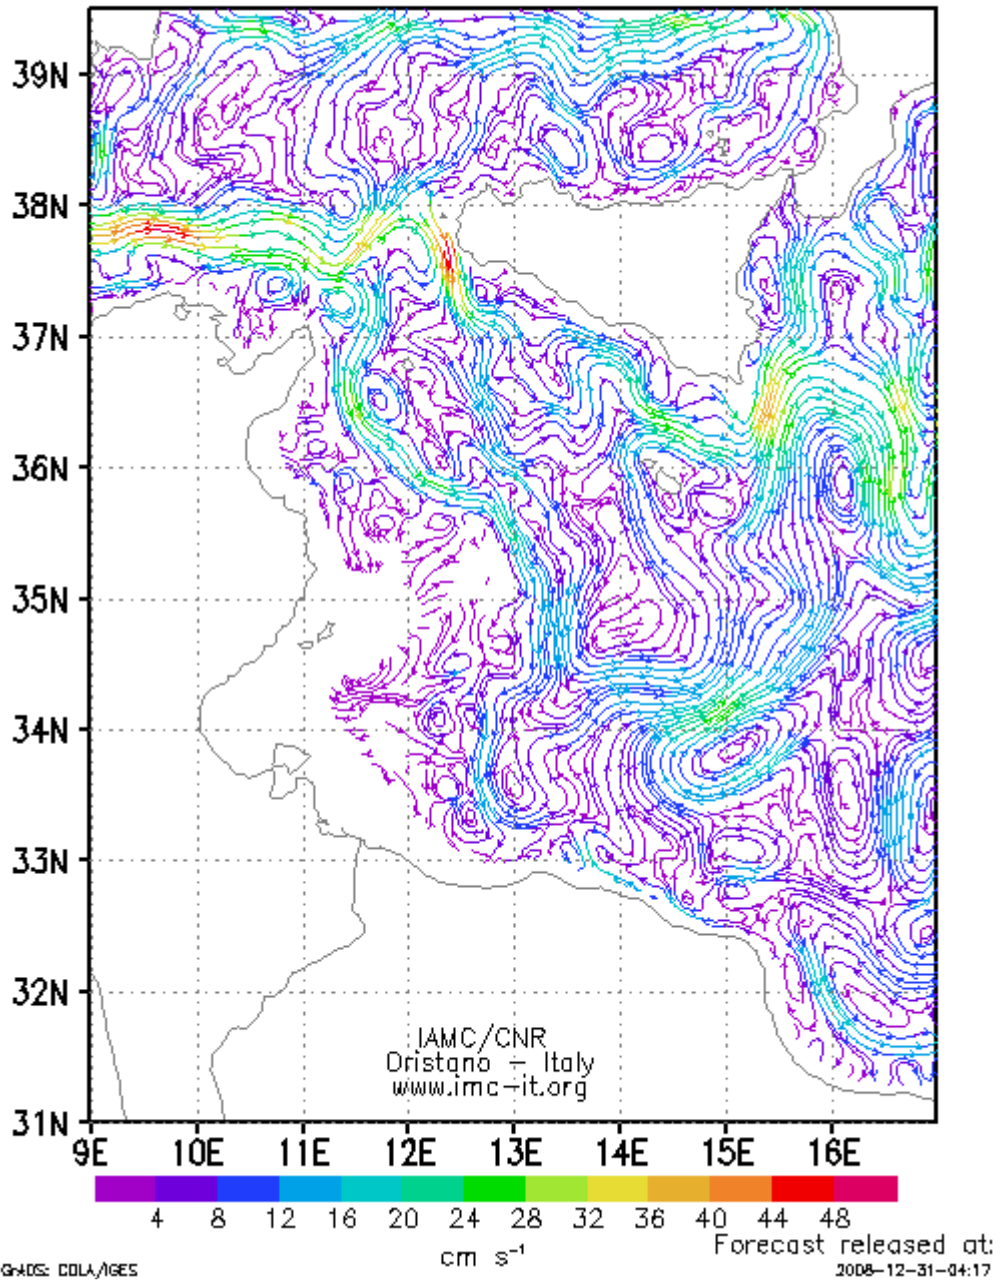 39N
38N
37N
36N
35N
34N
33N
32N
31N
IAMC/CNR
Oristano – Italy
www.imc-it.org
9E 10E 11E 12E 13E 14E 15E 16E
4 8 12 16 20 24 28 32 36 40 44 48
cm s⁻¹
Forecast released at:
GrADS: COLA/IGES
2008-12-31-04:17